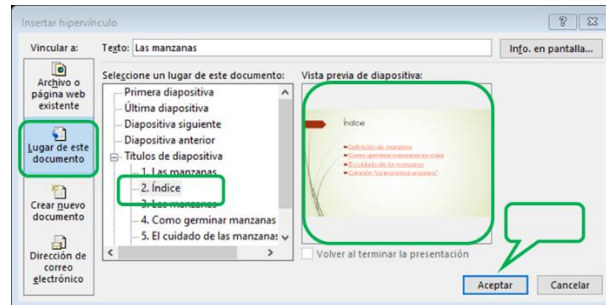 Insertar hipervínculo
Vincular a:
Texto: Las manzanas
Info. en pantalla...
Archivo o
página web
existente
Lugar de este
documento
Crear nuevo
documento
Dirección de
correo
electrónico
Seleccione un lugar de este documento:
Primera diapositiva
Última diapositiva
Diapositiva siguiente
Diapositiva anterior
Títulos de diapositiva
1. Las manzanas
2. Índice
3. Las manzanas
4. Como germinar manzanas
5. El cuidado de las manzanas
Vista previa de diapositiva:
Índice
Definición de manzana
Como germinar manzanas en casa
El cuidado de las manzanas
Volver al terminar la presentación
Aceptar
Cancelar